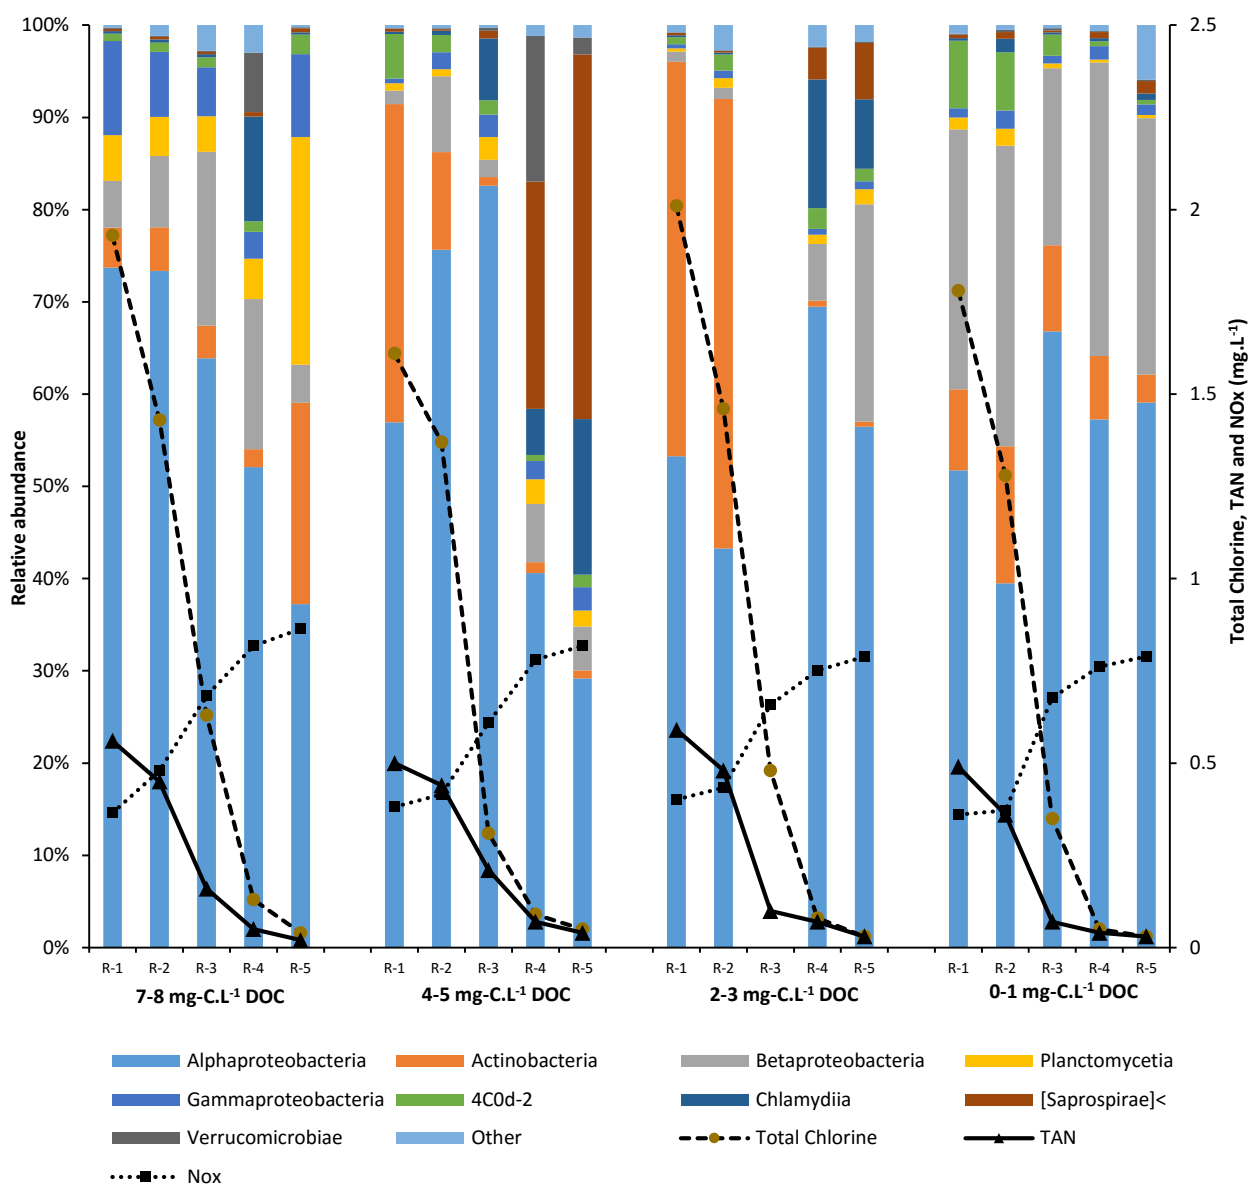 100%
90%
80%
70%
60%
50%
40%
30%
20%
10%
0%
Relative abundance
2.5
2
1.5
1
0.5
0
Total Chlorine, TAN and NOx (mg.L⁻¹)
R-1 R-2 R-3 R-4 R-5 R-1 R-2 R-3 R-4 R-5 R-1 R-2 R-3 R-4 R-5 R-1 R-2 R-3 R-4 R-5
7-8 mg-C.L⁻¹ DOC 4-5 mg-C.L⁻¹ DOC 2-3 mg-C.L⁻¹ DOC 0-1 mg-C.L⁻¹ DOC
Alphaproteobacteria Actinobacteria Betaproteobacteria Planctomycetia
Gammaproteobacteria 4C0d-2 Chlamydiia [Saprospirae]<
Verrucomicrobiae Other Total Chlorine TAN
Nox